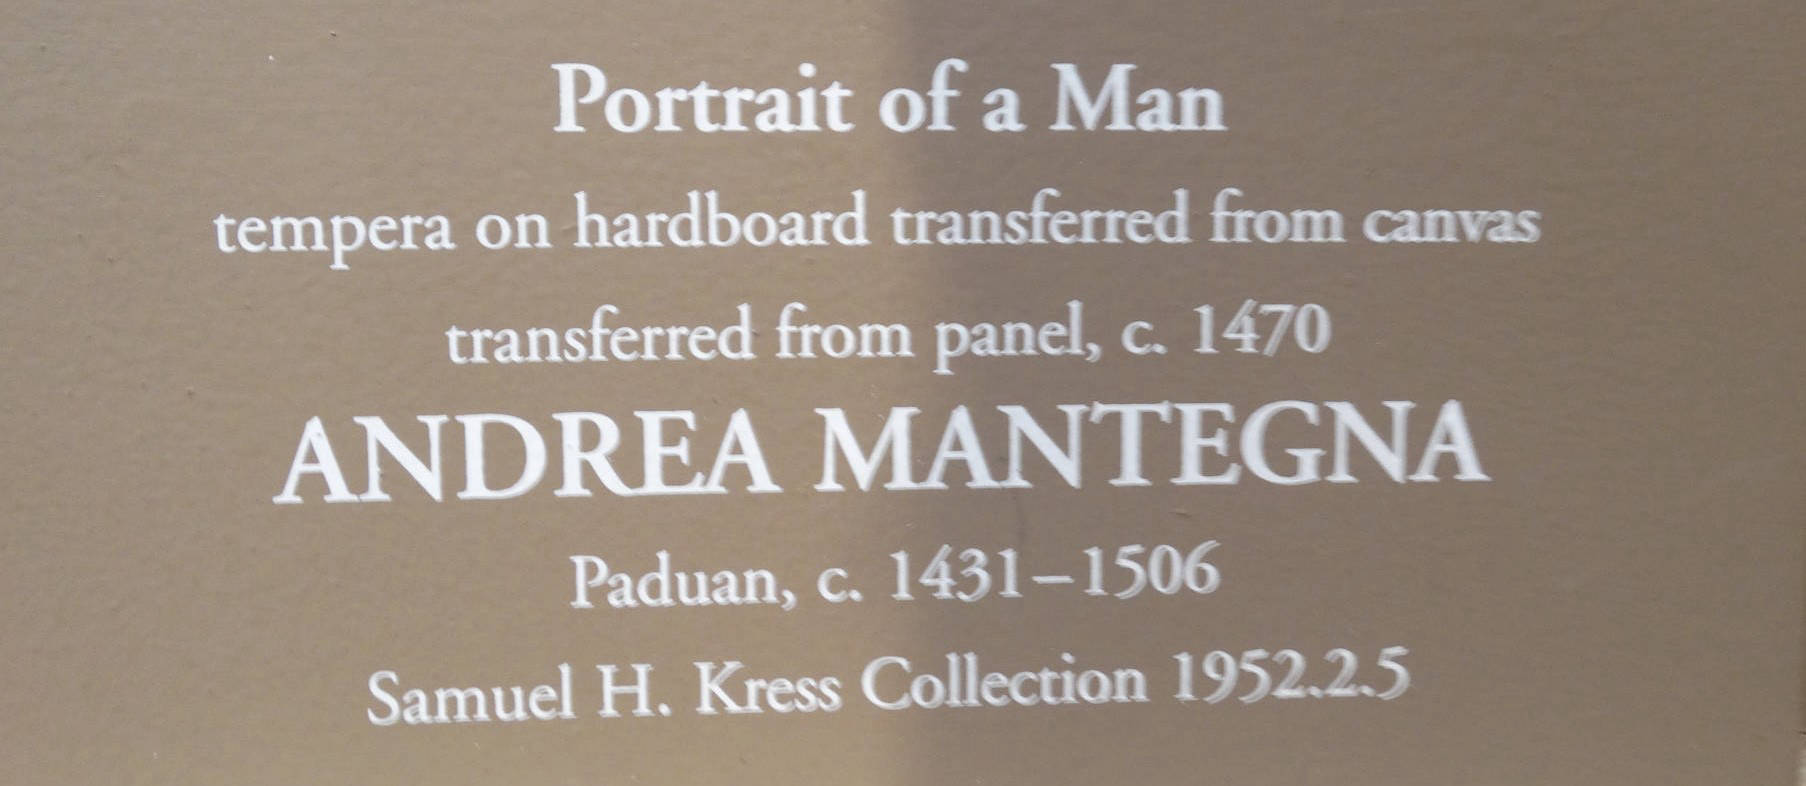 Portrait of a Man
tempera on hardboard transferred from canvas
transferred from panel, c. 1470
ANDREA MANTEGNA
Paduan, c. 1431–1506
Samuel H. Kress Collection 1952.2.5